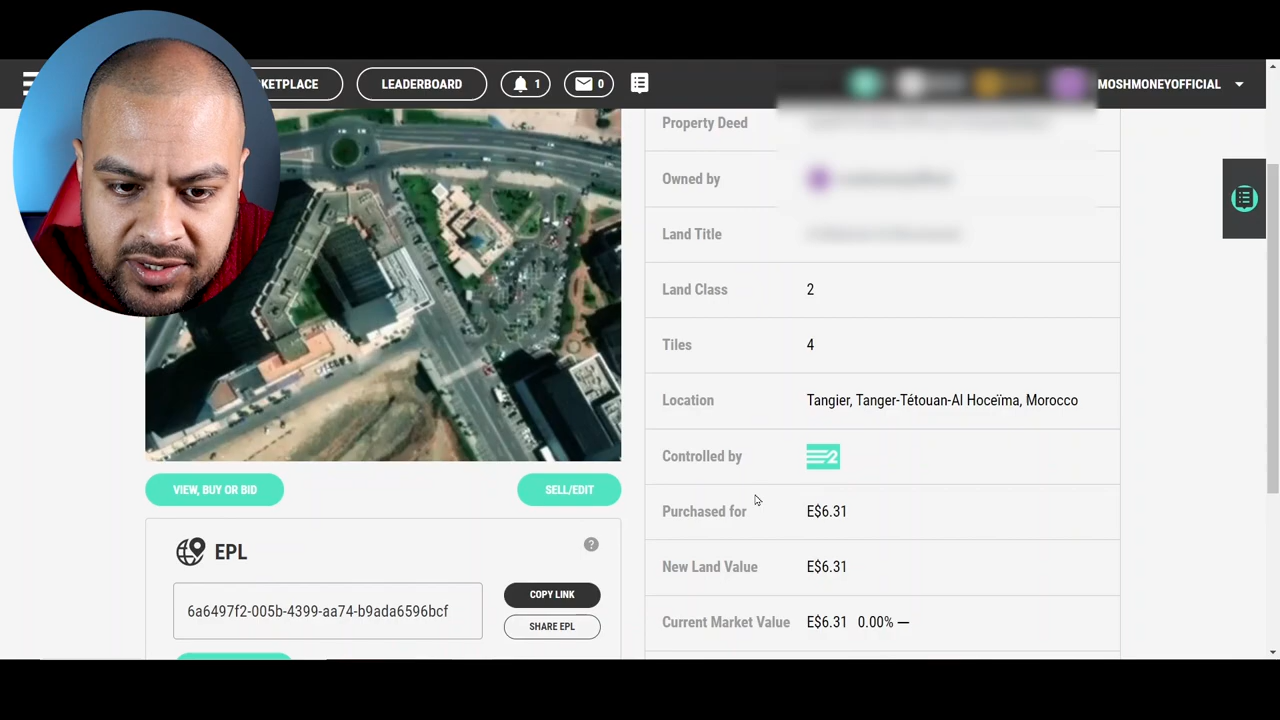 KETPLACE
LEADERBOARD
1
0
MOSHMONEYOFFICIAL
Property Deed
Owned by
Land Title
Land Class 2
Tiles 4
Location Tangier, Tanger-Tétouan-Al Hoceïma, Morocco
Controlled by
Purchased for E$6.31
New Land Value E$6.31
Current Market Value E$6.31 0.00%
VIEW, BUY OR BID
SELL/EDIT
EPL
?
6a6497f2-005b-4399-aa74-b9ada6596bcf
COPY LINK
SHARE EPL